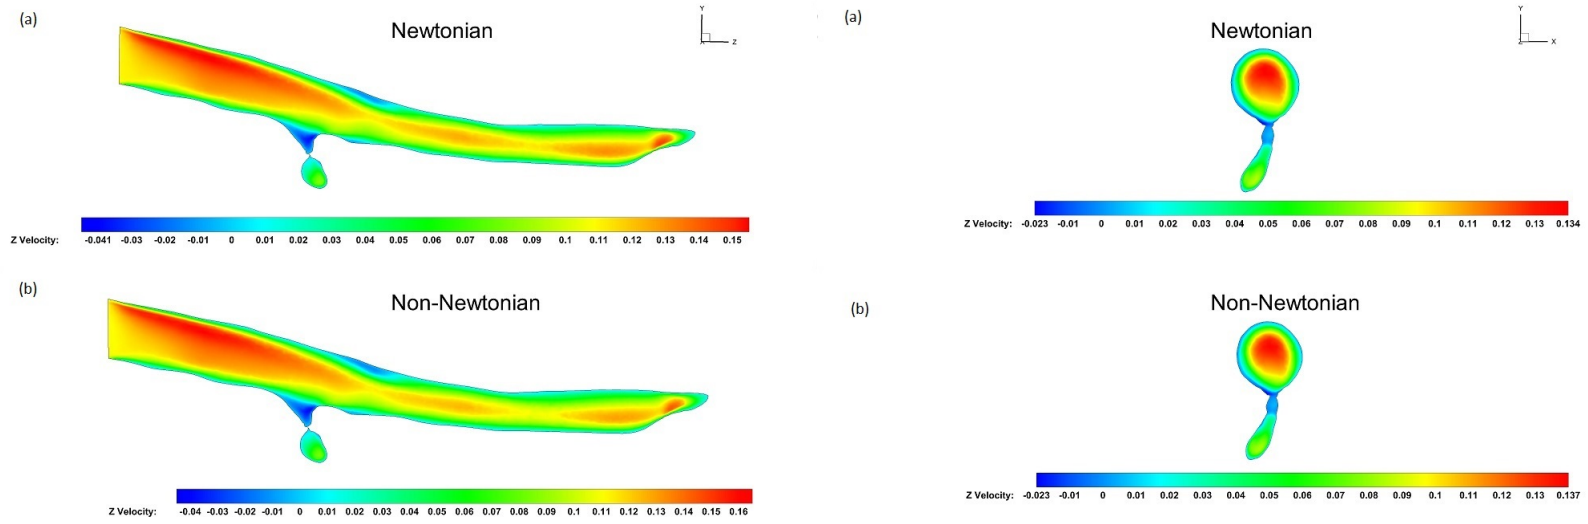 (a)
Newtonian
Y
Z
Z Velocity: -0.041 -0.03 -0.02 -0.01 0 0.01 0.02 0.03 0.04 0.05 0.06 0.07 0.08 0.09 0.1 0.11 0.12 0.13 0.14 0.15
(b)
Non-Newtonian
Z Velocity: -0.04 -0.03 -0.02 -0.01 0 0.01 0.02 0.03 0.04 0.05 0.06 0.07 0.08 0.09 0.1 0.11 0.12 0.13 0.14 0.15 0.16
(a)
Newtonian
Y
X
Z Velocity: -0.023 -0.01 0 0.01 0.02 0.03 0.04 0.05 0.06 0.07 0.08 0.09 0.1 0.11 0.12 0.13 0.134
(b)
Non-Newtonian
Z Velocity: -0.023 -0.01 0 0.01 0.02 0.03 0.04 0.05 0.06 0.07 0.08 0.09 0.1 0.11 0.12 0.13 0.137